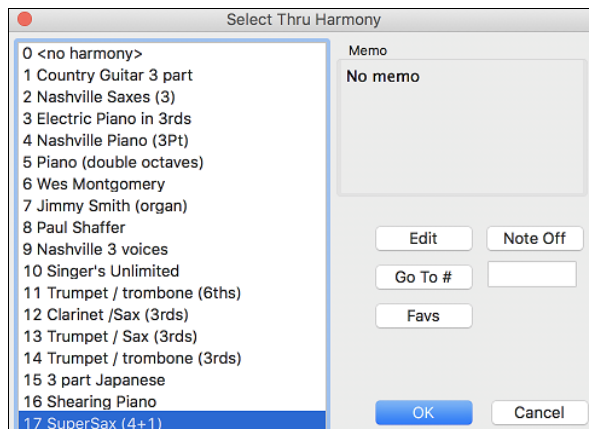 Select Thru Harmony
0 <no harmony>
1 Country Guitar 3 part
2 Nashville Saxes (3)
3 Electric Piano in 3rds
4 Nashville Piano (3Pt)
5 Piano (double octaves)
6 Wes Montgomery
7 Jimmy Smith (organ)
8 Paul Shaffer
9 Nashville 3 voices
10 Singer's Unlimited
11 Trumpet / trombone (6ths)
12 Clarinet /Sax (3rds)
13 Trumpet / Sax (3rds)
14 Trumpet / trombone (3rds)
15 3 part Japanese
16 Shearing Piano
17 SuperSax (4+1)
Memo
No memo
Edit
Note Off
Go To #
Favs
OK
Cancel